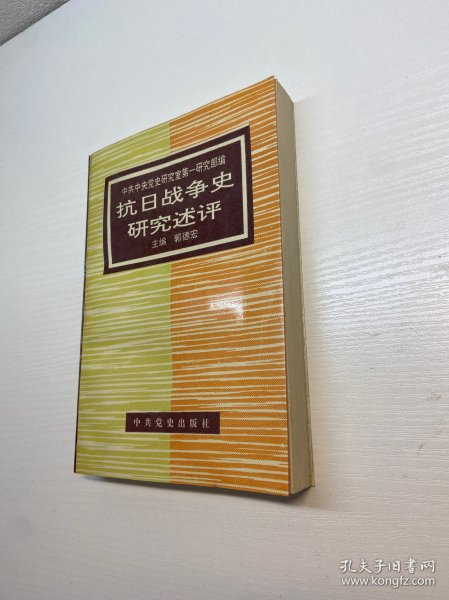 中共中央党史研究室第一研究部编
抗日战争史
研究述评
主编 郭德宏
中共党史出版社
孔夫子旧书网
www.kongfz.com